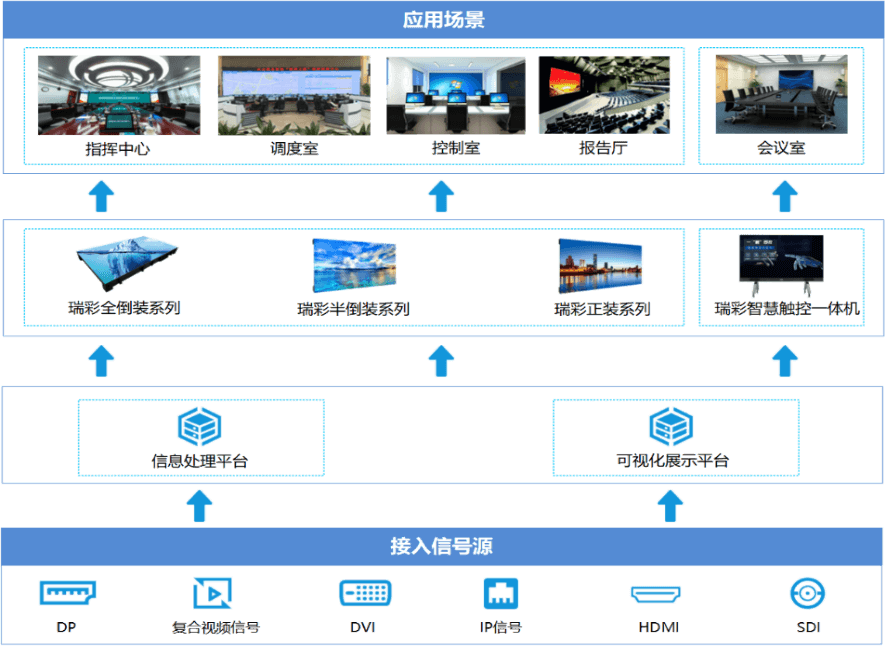 应用场景
指挥中心
调度室
控制室
报告厅
会议室
瑞彩全倒装系列
瑞彩半倒装系列
瑞彩正装系列
瑞彩智慧触控一体机
信息处理平台
可视化展示平台
接入信号源
DP
复合视频信号
DVI
IP信号
HDMI
SDI